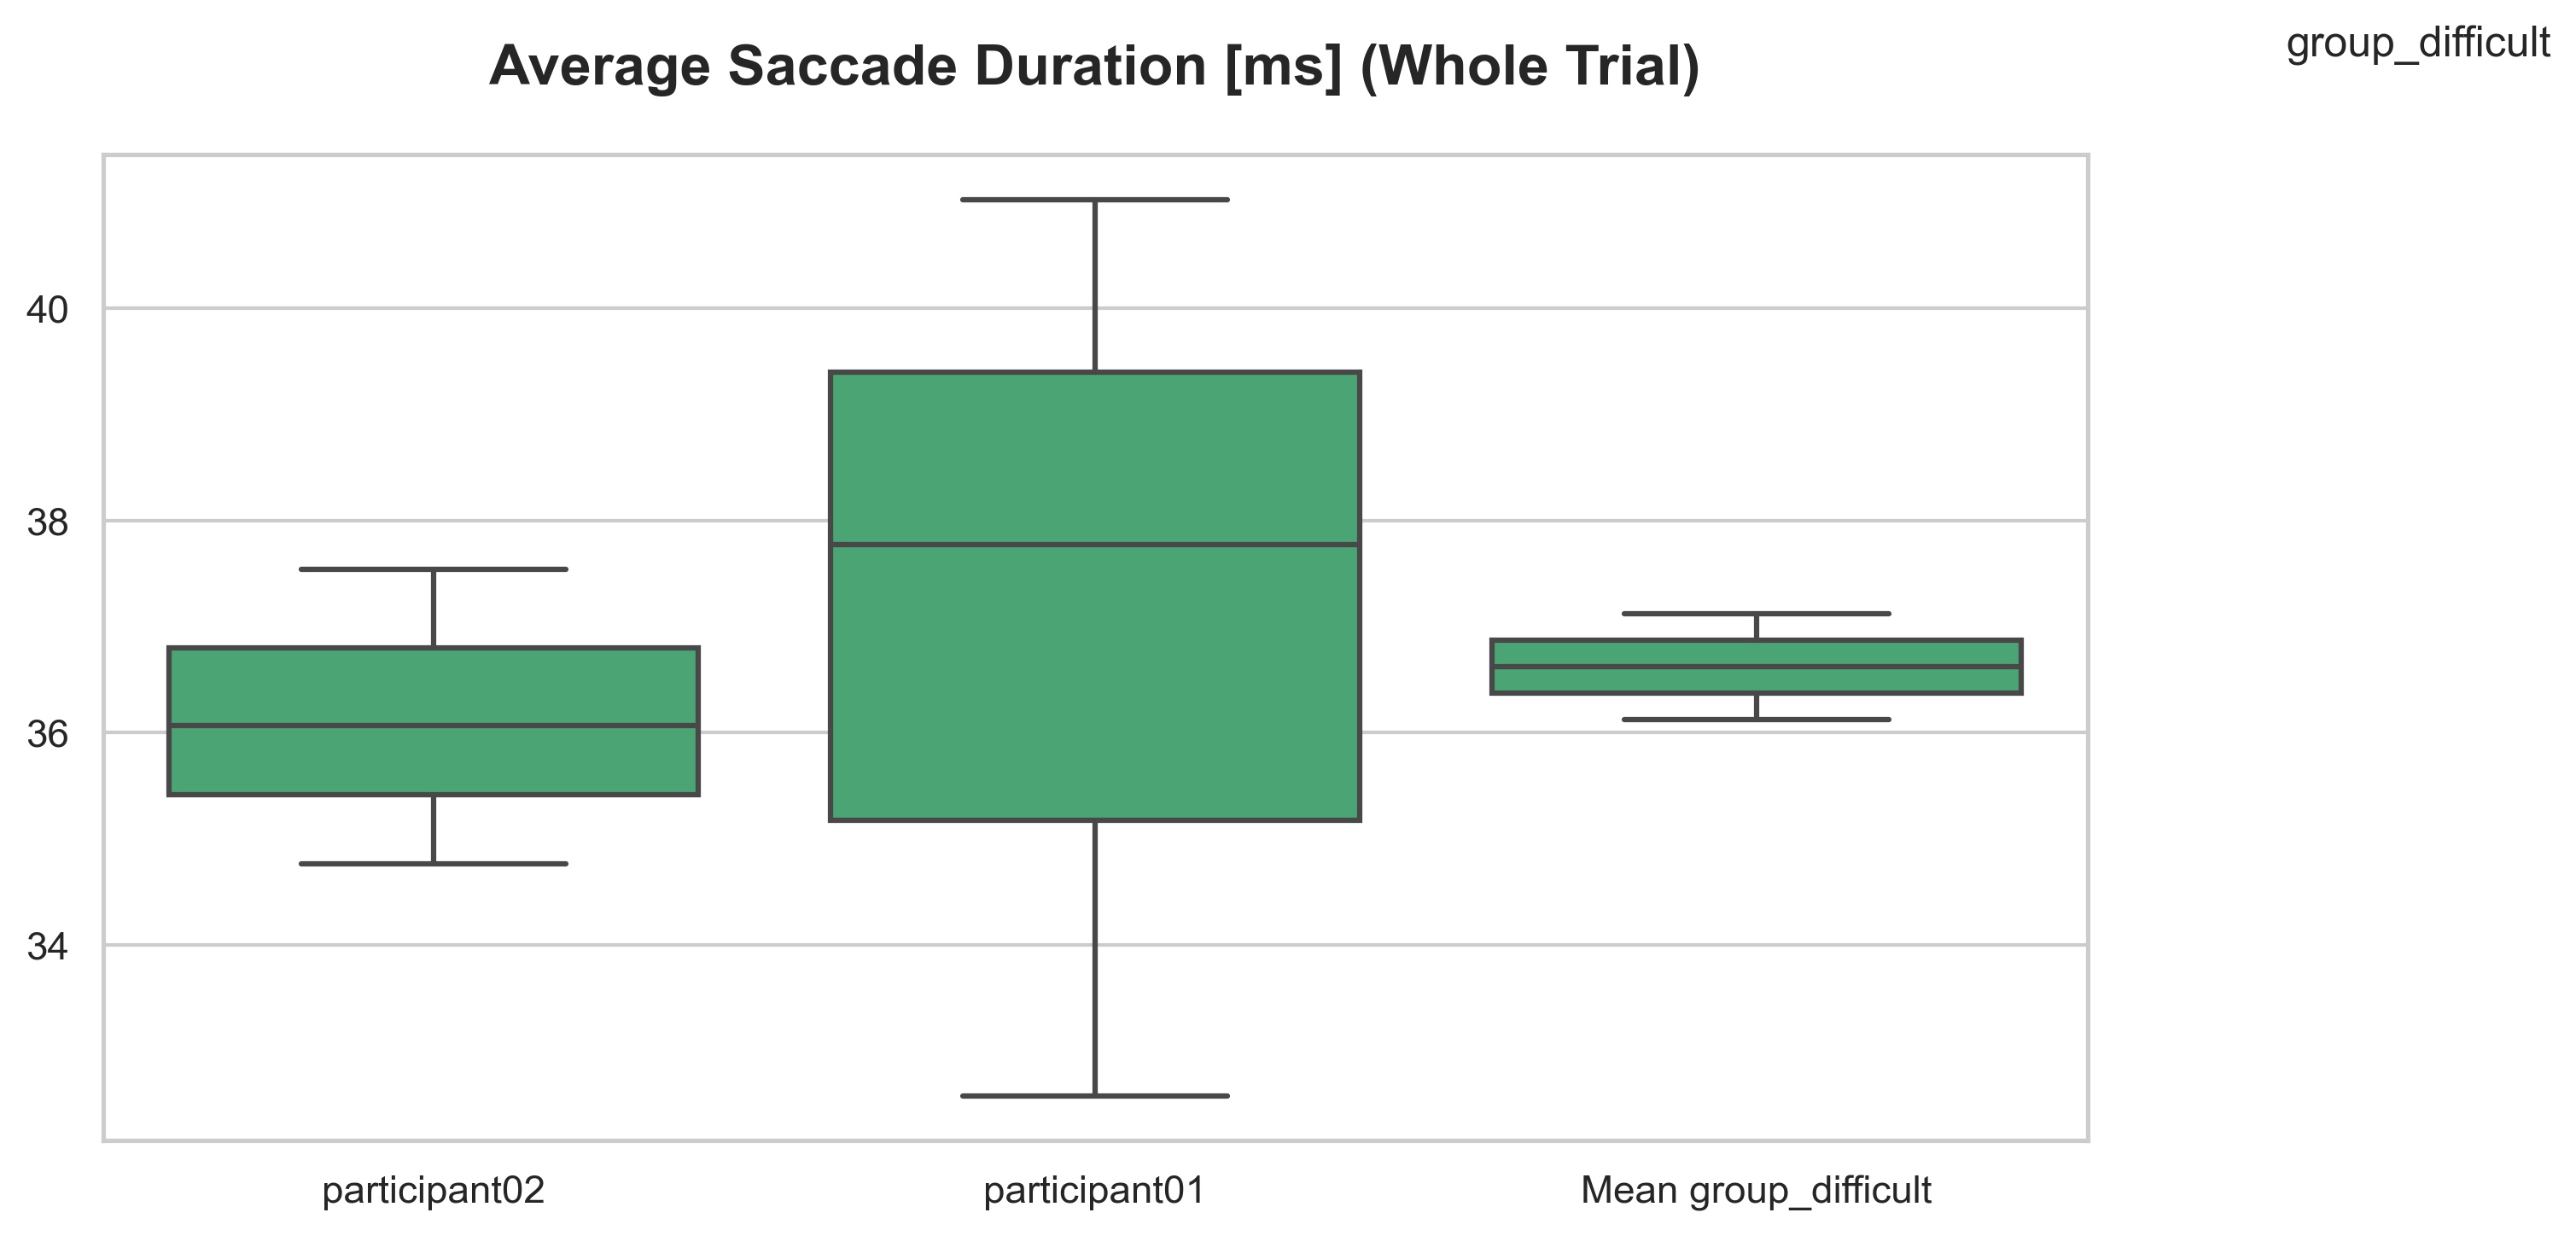 group_difficult
Average Saccade Duration [ms] (Whole Trial)
40
38
36
34
participant02
participant01
Mean group_difficult